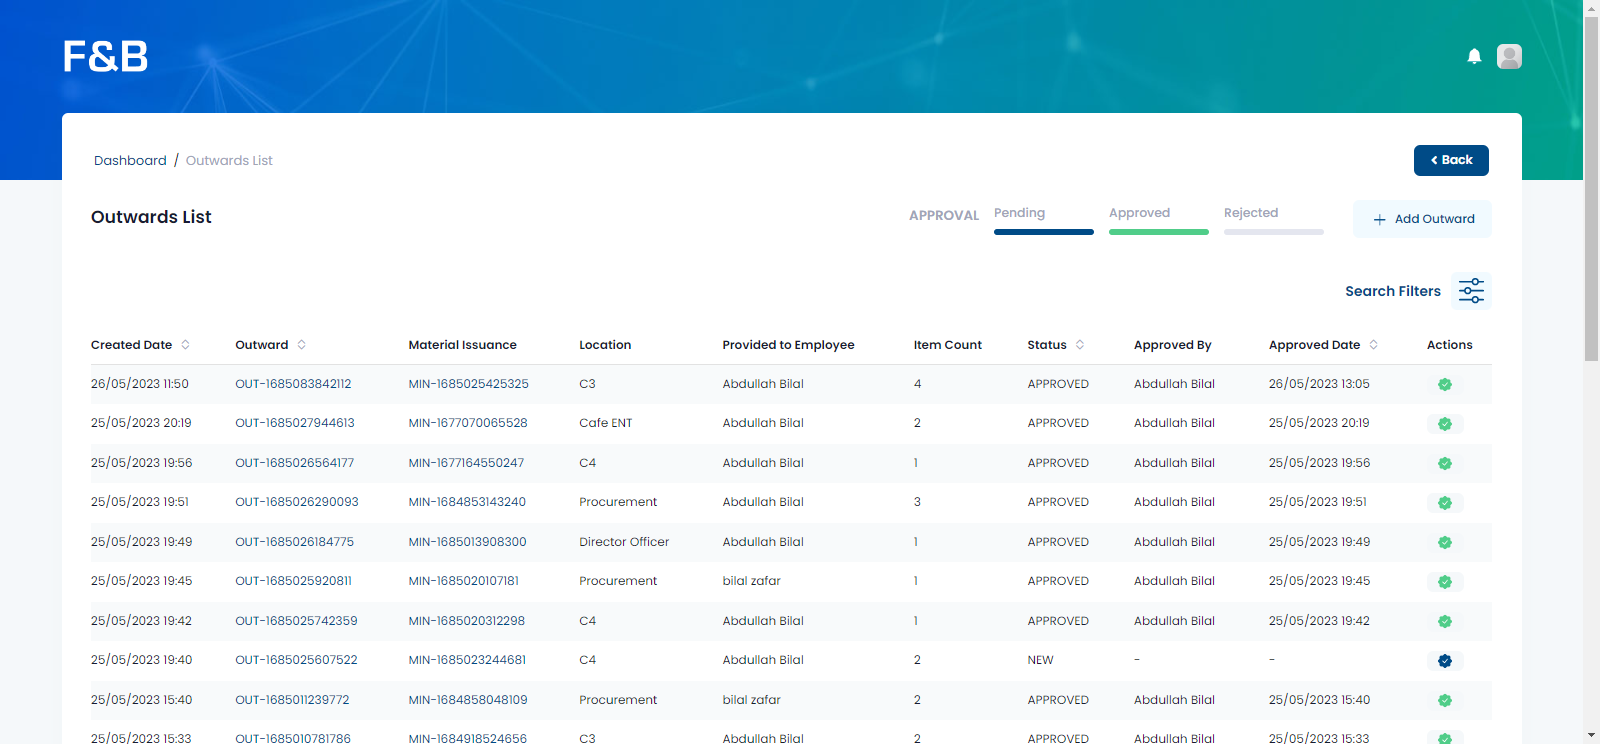 F&B
Dashboard / Outwards List
Back
Outwards List
APPROVAL Pending Approved Rejected
+ Add Outward
Search Filters
Created Date Outward Material Issuance Location Provided to Employee Item Count Status Approved By Approved Date Actions
26/05/2023 11:50 OUT-1685083842112 MIN-1685025425325 C3 Abdullah Bilal 4 APPROVED Abdullah Bilal 26/05/2023 13:05
25/05/2023 20:19 OUT-1685027944613 MIN-1677070065528 Cafe ENT Abdullah Bilal 2 APPROVED Abdullah Bilal 25/05/2023 20:19
25/05/2023 19:56 OUT-1685026564177 MIN-1677164550247 C4 Abdullah Bilal 1 APPROVED Abdullah Bilal 25/05/2023 19:56
25/05/2023 19:51 OUT-1685026290093 MIN-1684853143240 Procurement Abdullah Bilal 3 APPROVED Abdullah Bilal 25/05/2023 19:51
25/05/2023 19:49 OUT-1685026184775 MIN-1685013908300 Director Officer Abdullah Bilal 1 APPROVED Abdullah Bilal 25/05/2023 19:49
25/05/2023 19:45 OUT-1685025920811 MIN-1685020107181 Procurement bilal zafar 1 APPROVED Abdullah Bilal 25/05/2023 19:45
25/05/2023 19:42 OUT-1685025742359 MIN-1685020312298 C4 Abdullah Bilal 1 APPROVED Abdullah Bilal 25/05/2023 19:42
25/05/2023 19:40 OUT-1685025607522 MIN-1685023244681 C4 Abdullah Bilal 2 NEW - -
25/05/2023 15:40 OUT-1685011239772 MIN-1684858048109 Procurement bilal zafar 2 APPROVED Abdullah Bilal 25/05/2023 15:40
25/05/2023 15:33 OUT-1685010781786 MIN-1684918524656 C3 Abdullah Bilal 2 APPROVED Abdullah Bilal 25/05/2023 15:33